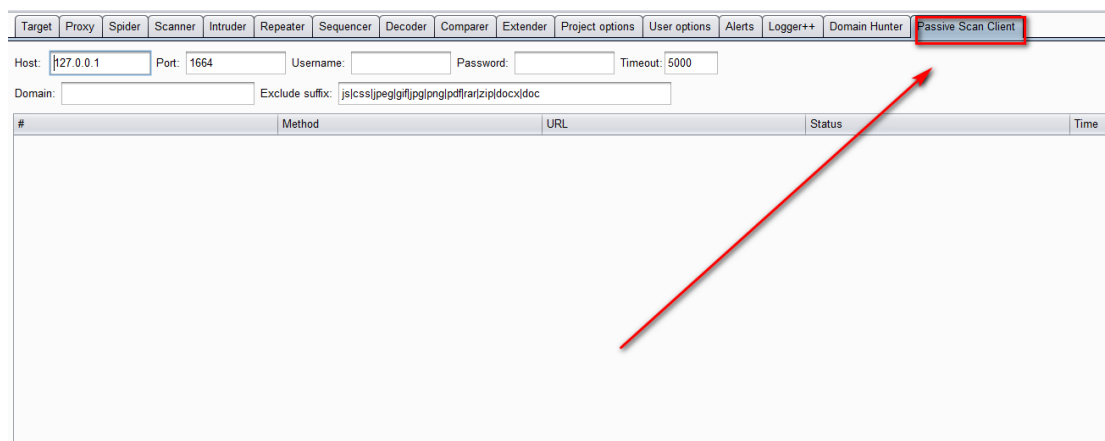 Target Proxy Spider Scanner Intruder Repeater Sequencer Decoder Comparer Extender Project options User options Alerts Logger++ Domain Hunter Passive Scan Client
Host: 127.0.0.1 Port: 1664 Username: Password: Timeout: 5000
Domain: Exclude suffix: js|css|jpeg|gif|jpg|png|pdf|rar|zip|docx|doc
# Method URL Status Time